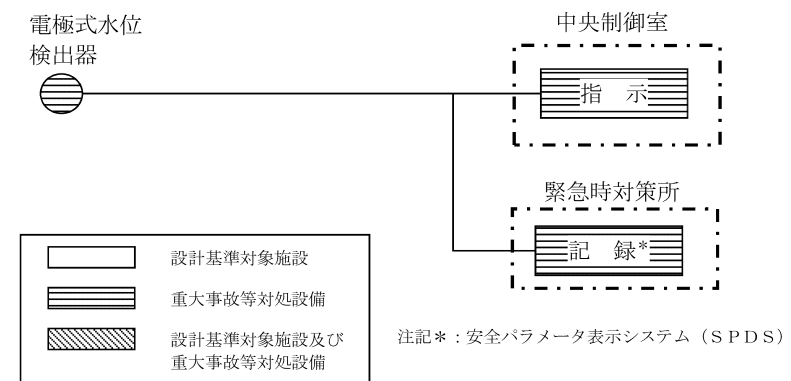 電極式水位
検出器
中央制御室
指　示
緊急時対策所
記　録*
設計基準対象施設
重大事故等対処設備
設計基準対象施設及び
重大事故等対処設備
注記＊：安全パラメータ表示システム（ＳＰＤＳ）